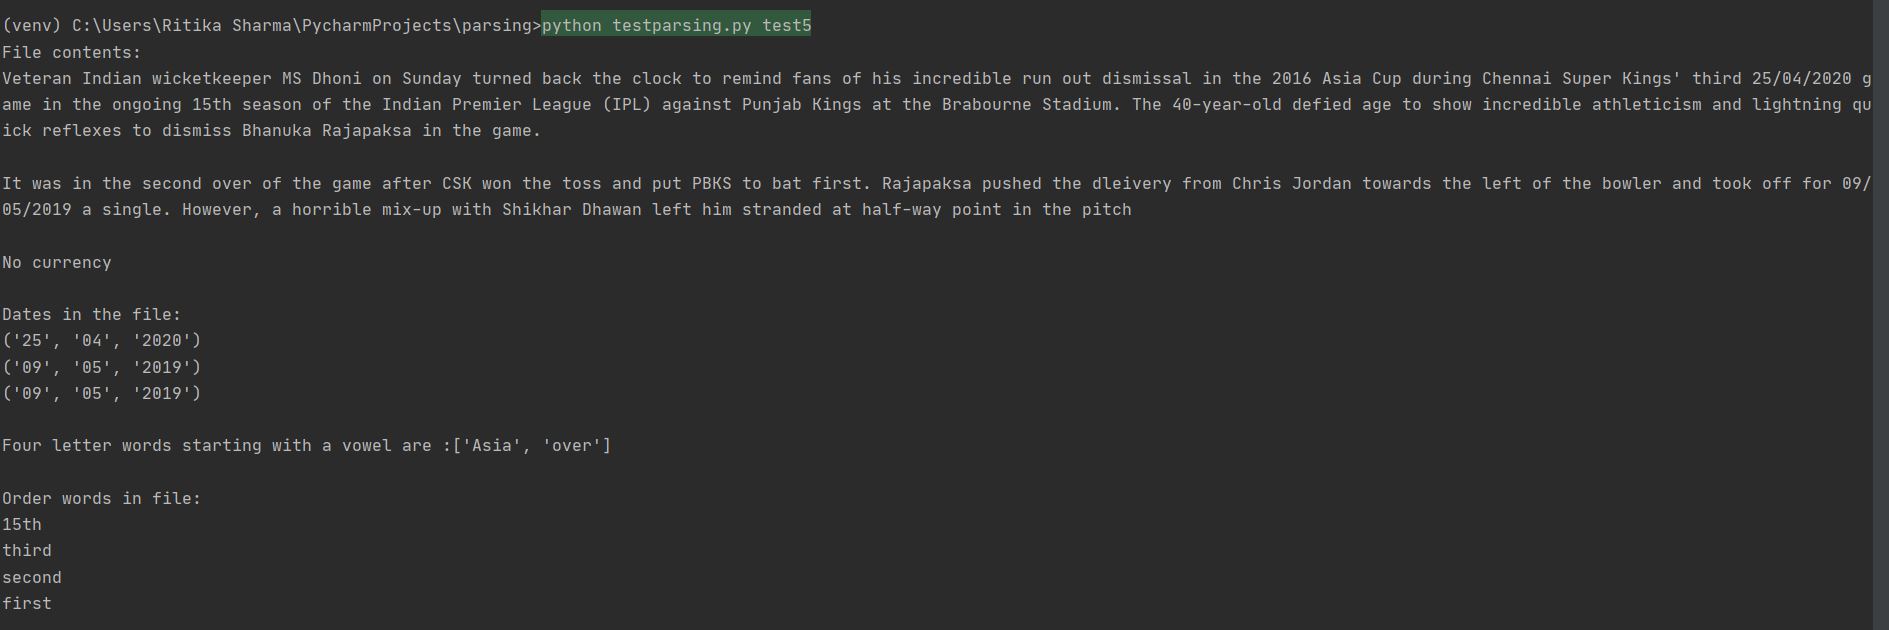 (venv) C:\Users\Ritika Sharma\PycharmProjects\parsing>python testparsing.py test5
File contents:
Veteran Indian wicketkeeper MS Dhoni on Sunday turned back the clock to remind fans of his incredible run out dismissal in the 2016 Asia Cup during Chennai Super Kings' third 25/04/2020 g
ame in the ongoing 15th season of the Indian Premier League (IPL) against Punjab Kings at the Brabourne Stadium. The 40-year-old defied age to show incredible athleticism and lightning qu
ick reflexes to dismiss Bhanuka Rajapaksa in the game.
It was in the second over of the game after CSK won the toss and put PBKS to bat first. Rajapaksa pushed the dleivery from Chris Jordan towards the left of the bowler and took off for 09/
05/2019 a single. However, a horrible mix-up with Shikhar Dhawan left him stranded at half-way point in the pitch
No currency
Dates in the file:
('25', '04', '2020')
('09', '05', '2019')
('09', '05', '2019')
Four letter words starting with a vowel are :['Asia', 'over']
Order words in file:
15th
third
second
first